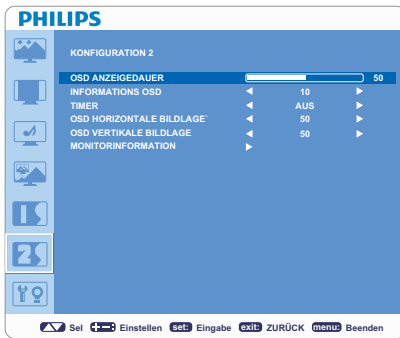 PHILIPS
KONFIGURATION 2
OSD ANZEIGEDAUER 50
INFORMATIONS OSD 10
TIMER AUS
OSD HORIZONTALE BILDLAGE` 50
OSD VERTIKALE BILDLAGE 50
MONITORINFORMATION
Sel Einstellen set: Eingabe exit: ZURÜCK menu: Beenden